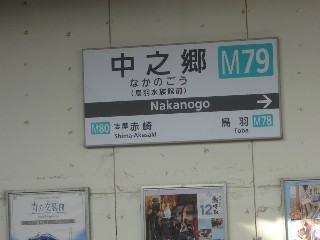 中之郷 M79
なかのごう
(鳥羽水族館前)
Nakanogo
M80 志摩赤崎 鳥羽 M78
Shima-Akasaki Toba
12